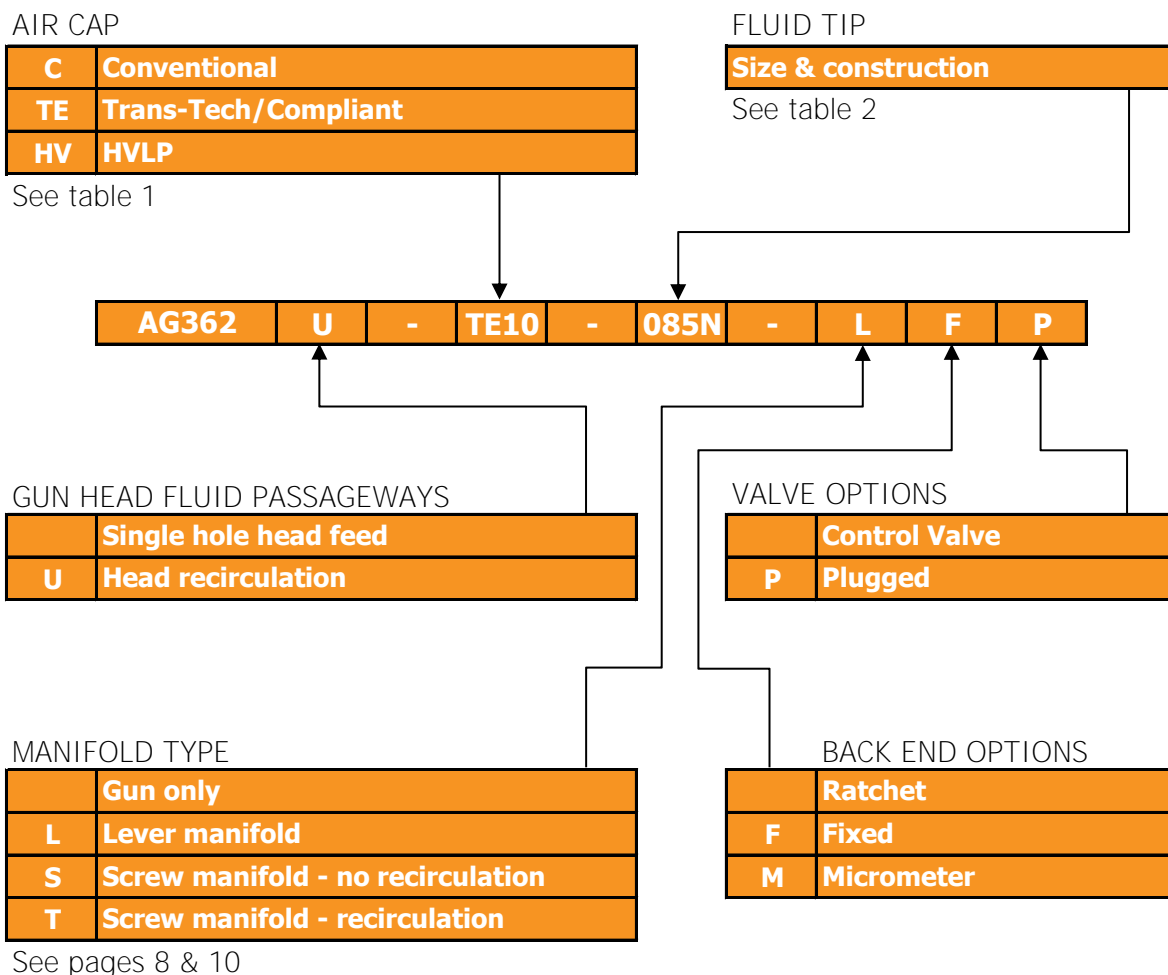 AIR CAP
C Conventional
TE Trans-Tech/Compliant
HV HVLP
See table 1
FLUID TIP
Size & construction
See table 2
AG362 U - TE10 - 085N - L F P
GUN HEAD FLUID PASSAGEWAYS
Single hole head feed
U Head recirculation
VALVE OPTIONS
Control Valve
P Plugged
MANIFOLD TYPE
Gun only
L Lever manifold
S Screw manifold - no recirculation
T Screw manifold - recirculation
See pages 8 & 10
BACK END OPTIONS
Ratchet
F Fixed
M Micrometer